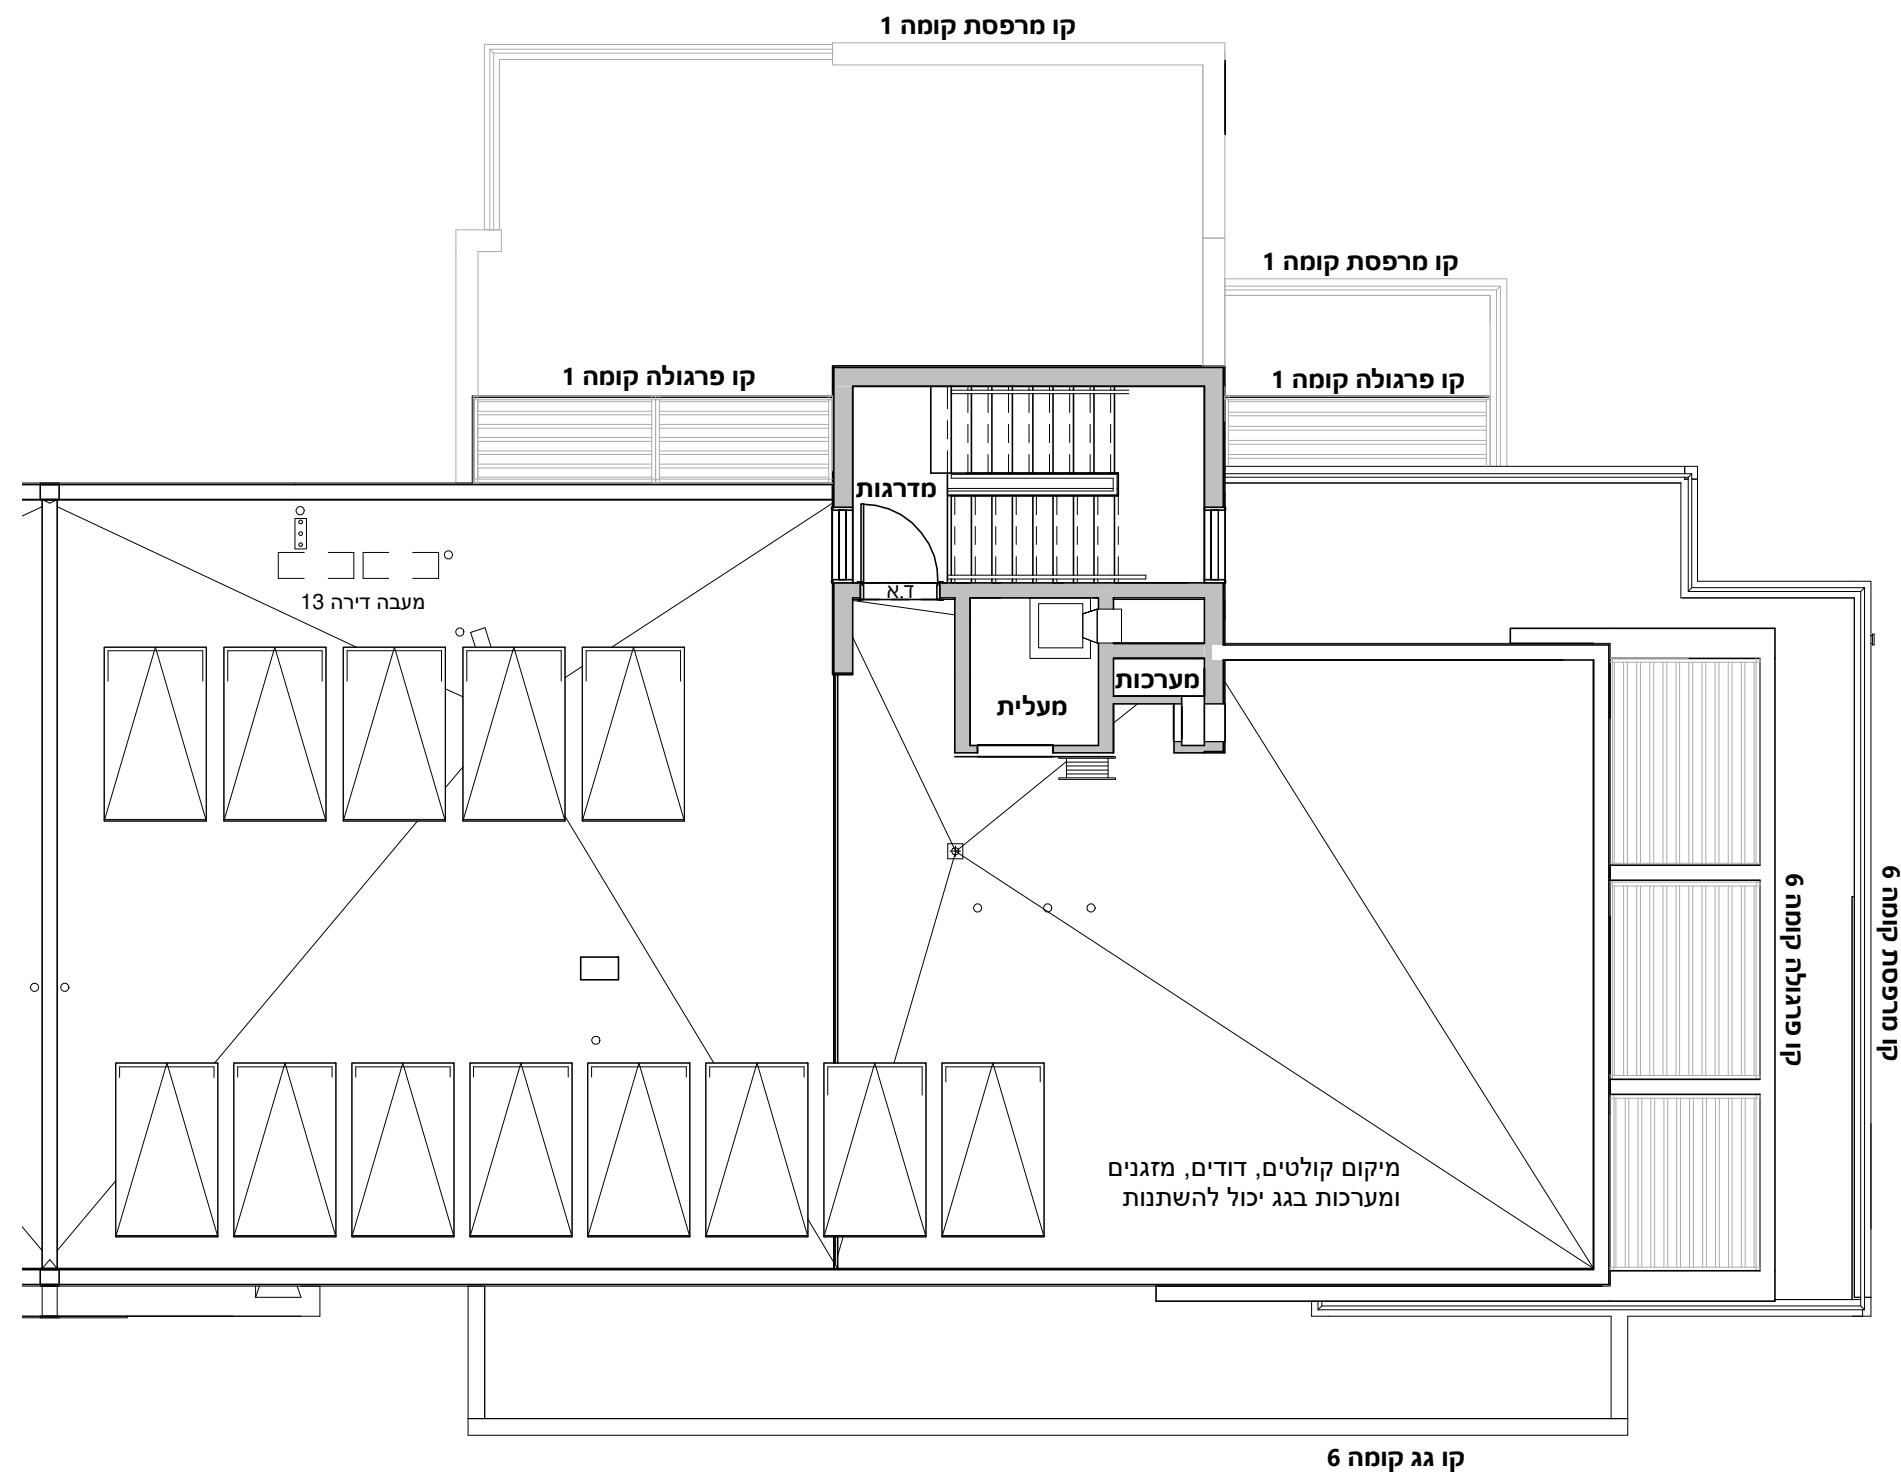 קו מרפסת קומה 1
קו מרפסת קומה 1
קו פרגולה קומה 1
קו פרגולה קומה 1
מדרגות
ד.א
מעבה דירה 13
מערכות
מעלית
קו פרגולה קומה 6
קו מרפסת קומה 6
מיקום קולטים, דודים, מזגנים
ומערכות בגג יכול להשתנות
קו גג קומה 6